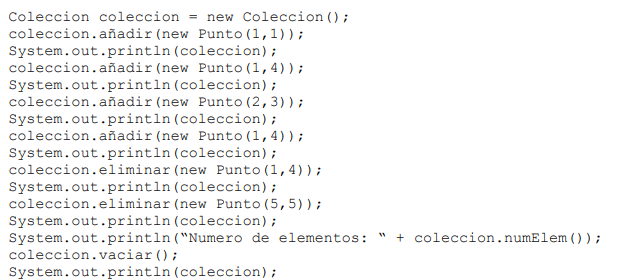 Coleccion coleccion = new Coleccion();
coleccion.añadir(new Punto(1,1));
System.out.println(coleccion);
coleccion.añadir(new Punto(1,4));
System.out.println(coleccion);
coleccion.añadir(new Punto(2,3));
System.out.println(coleccion);
coleccion.añadir(new Punto(1,4));
System.out.println(coleccion);
coleccion.eliminar(new Punto(1,4));
System.out.println(coleccion);
coleccion.eliminar(new Punto(5,5));
System.out.println(coleccion);
System.out.println(“Numero de elementos: “ + coleccion.numElem());
coleccion.vaciar();
System.out.println(coleccion);